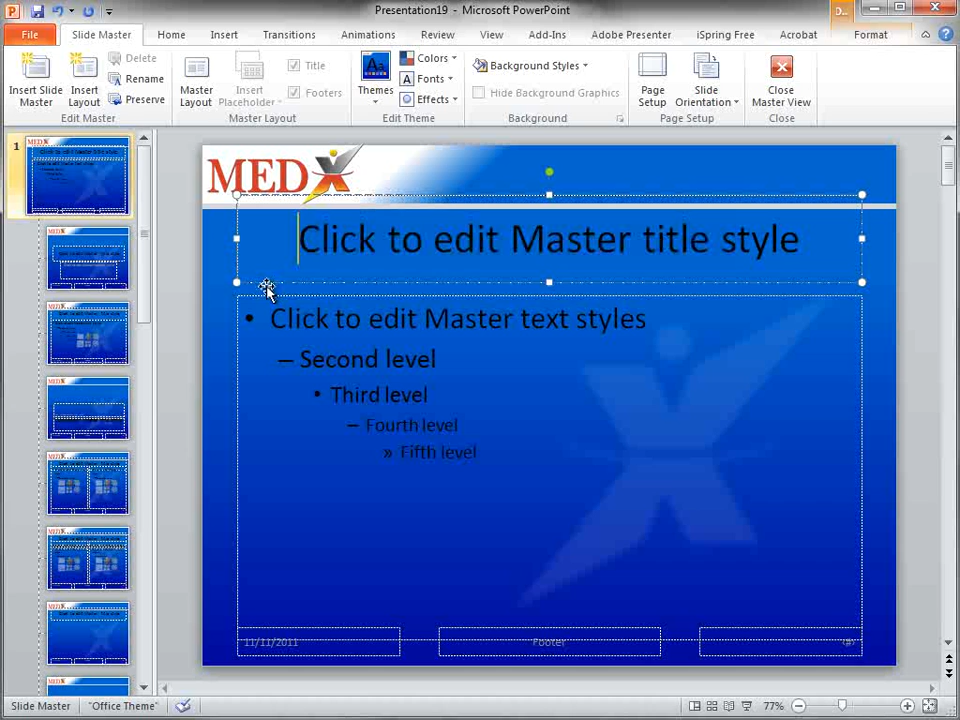 Presentation19 - Microsoft PowerPoint
D...
File Slide Master Home Insert Transitions Animations Review View Add-Ins Adobe Presenter iSpring Free Acrobat Format
Insert Slide Master
Insert Layout
Delete
Rename
Preserve
Edit Master
Master Layout
Insert Placeholder
Title
Footers
Master Layout
Themes
Colors
Fonts
Effects
Edit Theme
Background Styles
Hide Background Graphics
Background
Page Setup
Slide Orientation
Page Setup
Close Master View
Close
1
MEDX
Click to edit Master title style
• Click to edit Master text styles
– Second level
• Third level
– Fourth level
» Fifth level
11/11/2011 Footer ‹#›
Slide Master "Office Theme" 77%